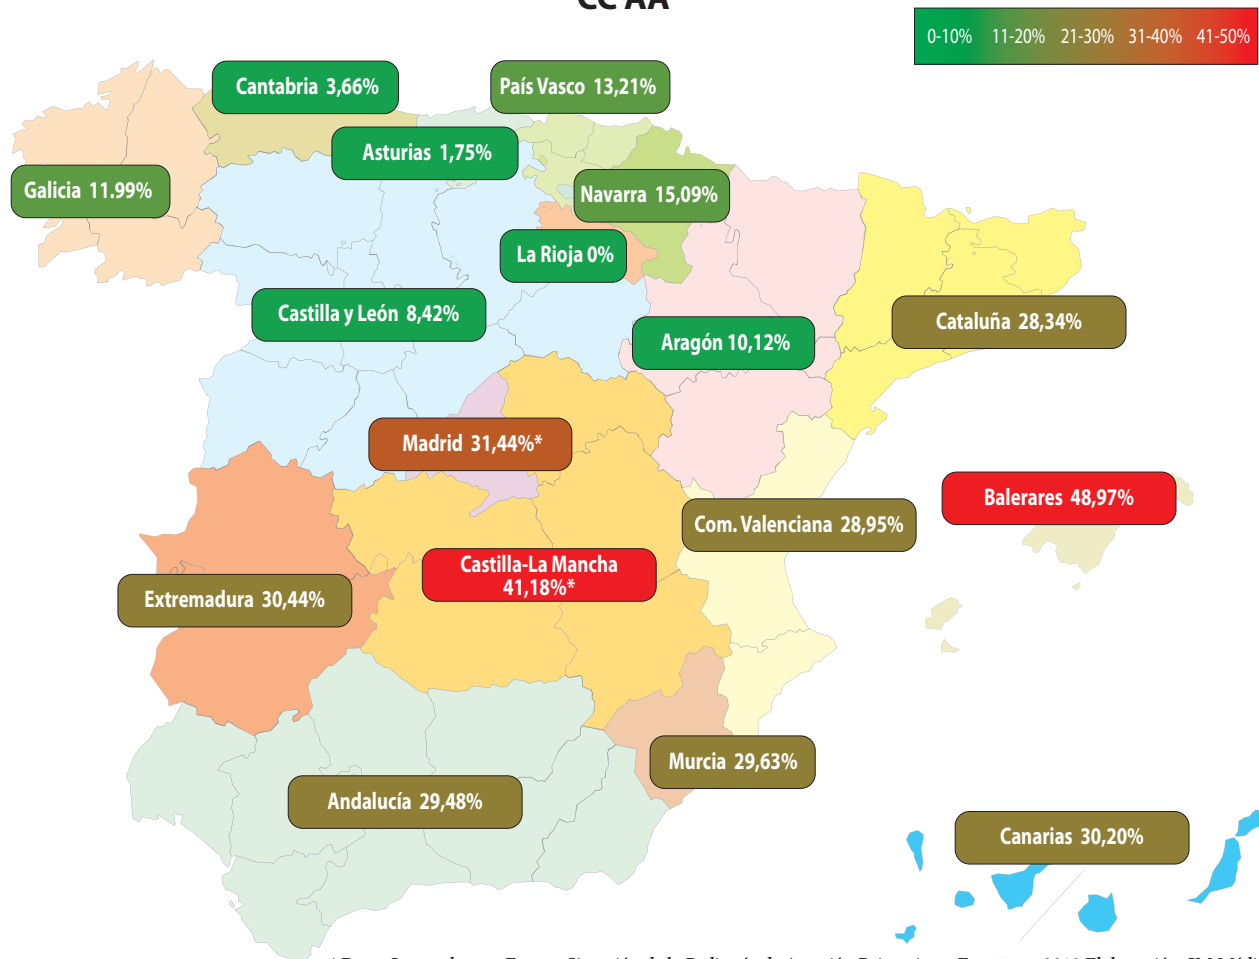 CC AA
0-10% 11-20% 21-30% 31-40% 41-50%
Cantabria 3,66%
País Vasco 13,21%
Asturias 1,75%
Galicia 11.99%
Navarra 15,09%
La Rioja 0%
Castilla y León 8,42%
Cataluña 28,34%
Aragón 10,12%
Madrid 31,44%*
Balerares 48,97%
Com. Valenciana 28,95%
Castilla-La Mancha
41,18%*
Extremadura 30,44%
Murcia 29,63%
Andalucía 29,48%
Canarias 30,20%